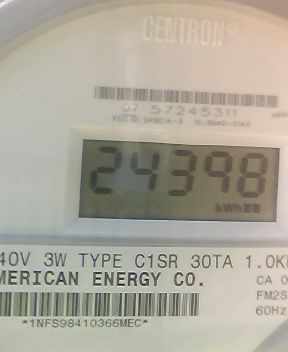 CENTRON®
07 57245311
24398
kWh
40V 3W TYPE C1SR 30TA 1.0K
MERICAN ENERGY CO.
CA 0
FM2S
60Hz
*1NFS98410366MEC*